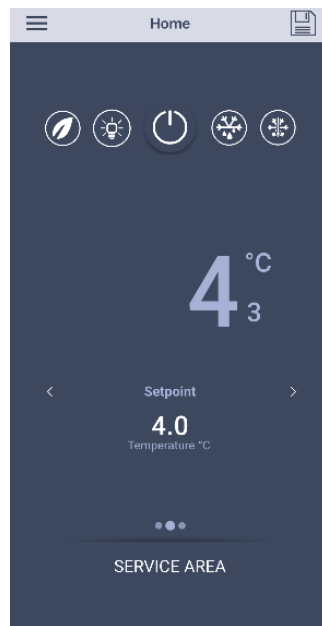 Home
4 °C
3
Setpoint
4.0
Temperature °C
SERVICE AREA